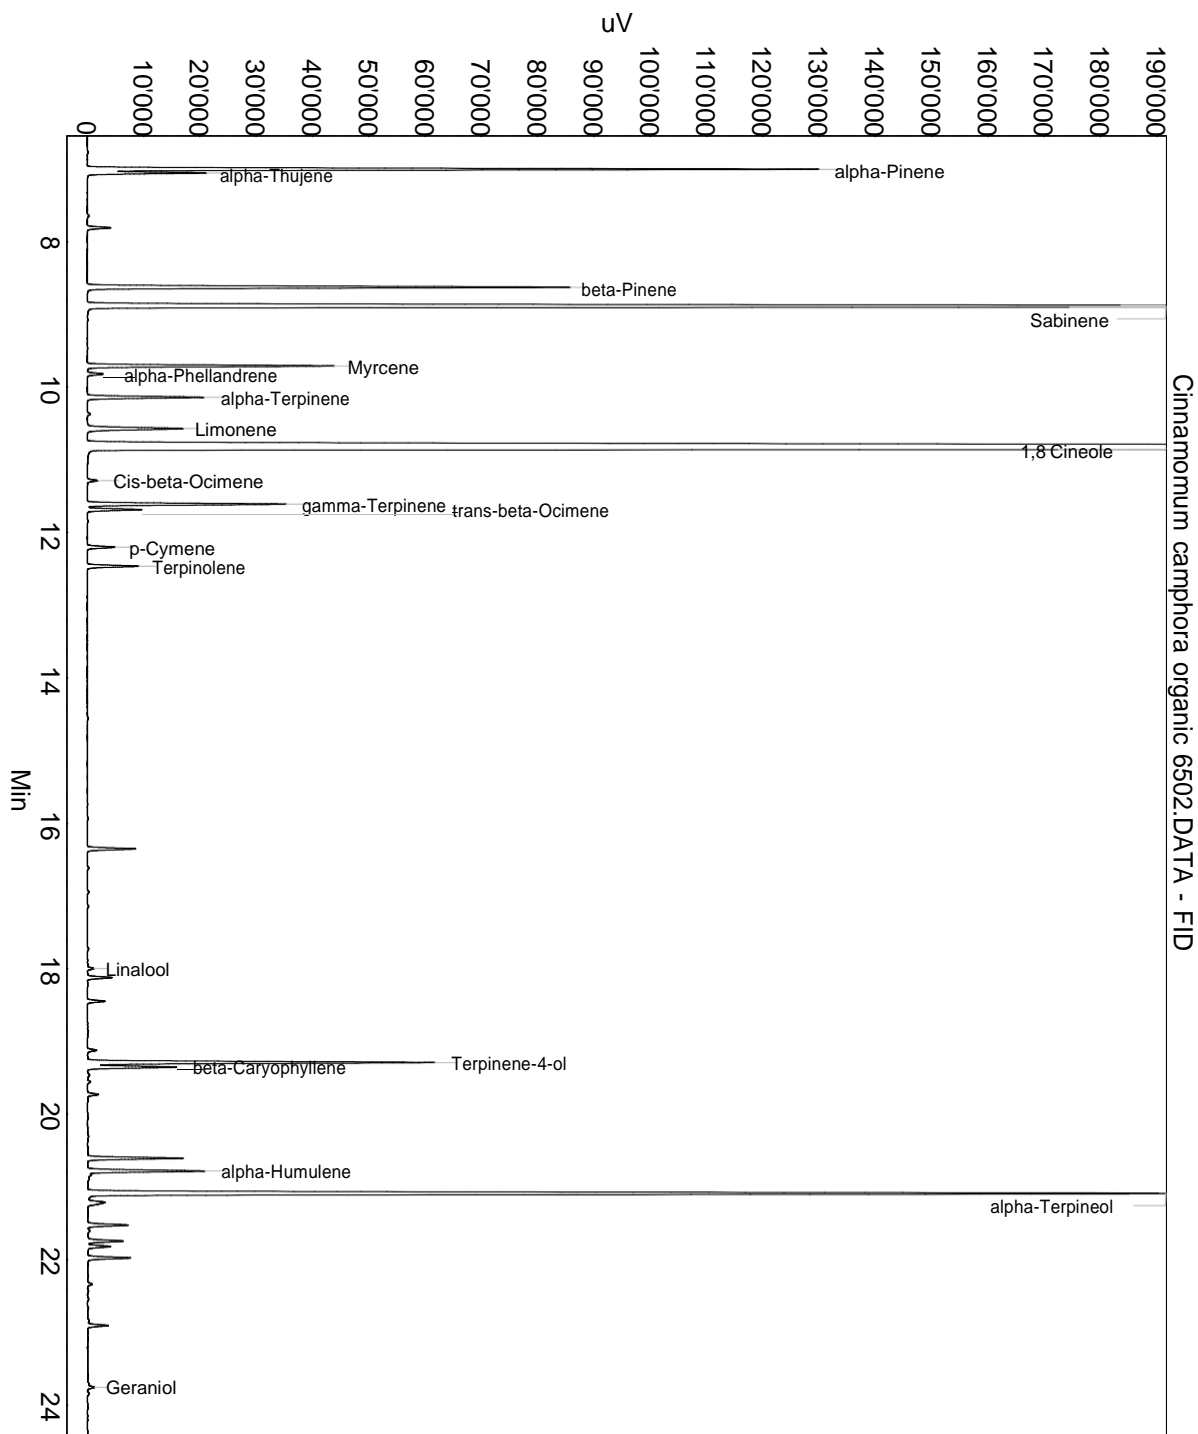 Cinnamomum camphora organic 6502.DATA - FID
uV
190'000
180'000
170'000
160'000
150'000
140'000
130'000
120'000
110'000
100'000
90'000
80'000
70'000
60'000
50'000
40'000
30'000
20'000
10'000
0
alpha-Pinene
alpha-Thujene
beta-Pinene
Sabinene
Myrcene
alpha-Phellandrene
alpha-Terpinene
Limonene
1,8 Cineole
Cis-beta-Ocimene
gamma-Terpinene
trans-beta-Ocimene
p-Cymene
Terpinolene
Linalool
Terpinene-4-ol
beta-Caryophyllene
alpha-Humulene
alpha-Terpineol
Geraniol
8
10
12
14
16
18
20
22
24
Min